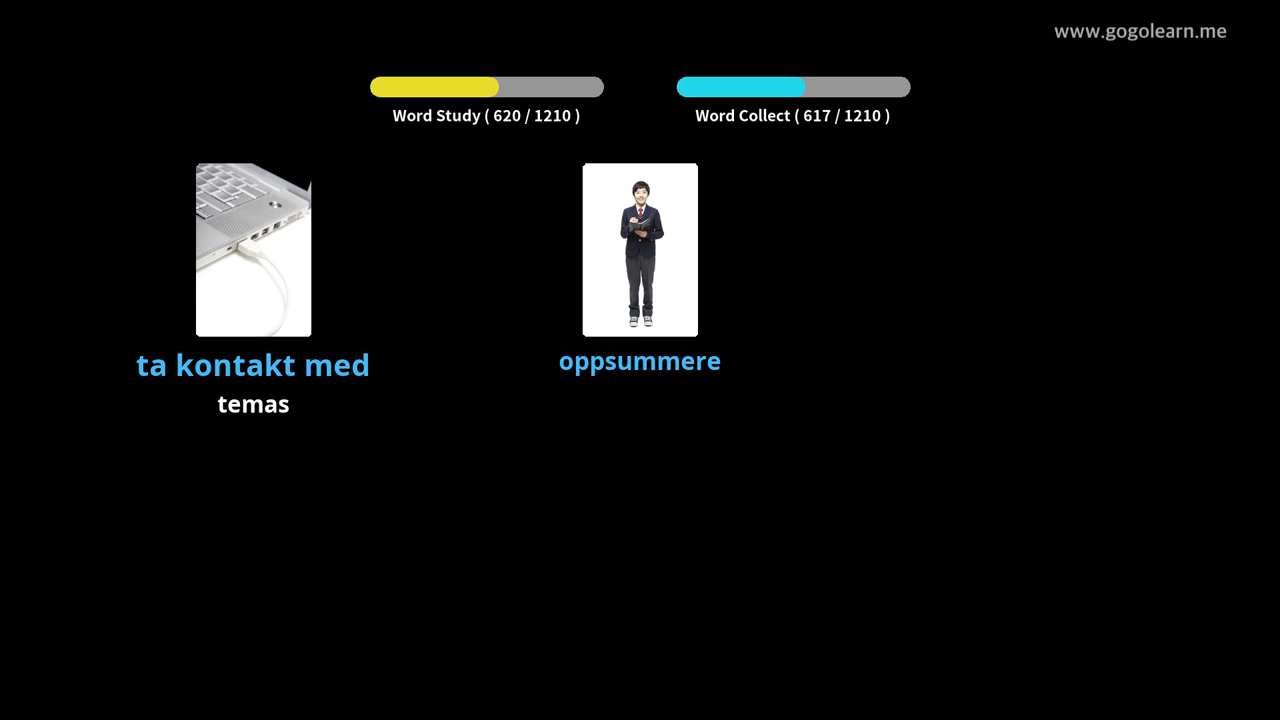 www.gogolearn.me
Word Study ( 620 / 1210 )
Word Collect ( 617 / 1210 )
ta kontakt med
temas
oppsummere